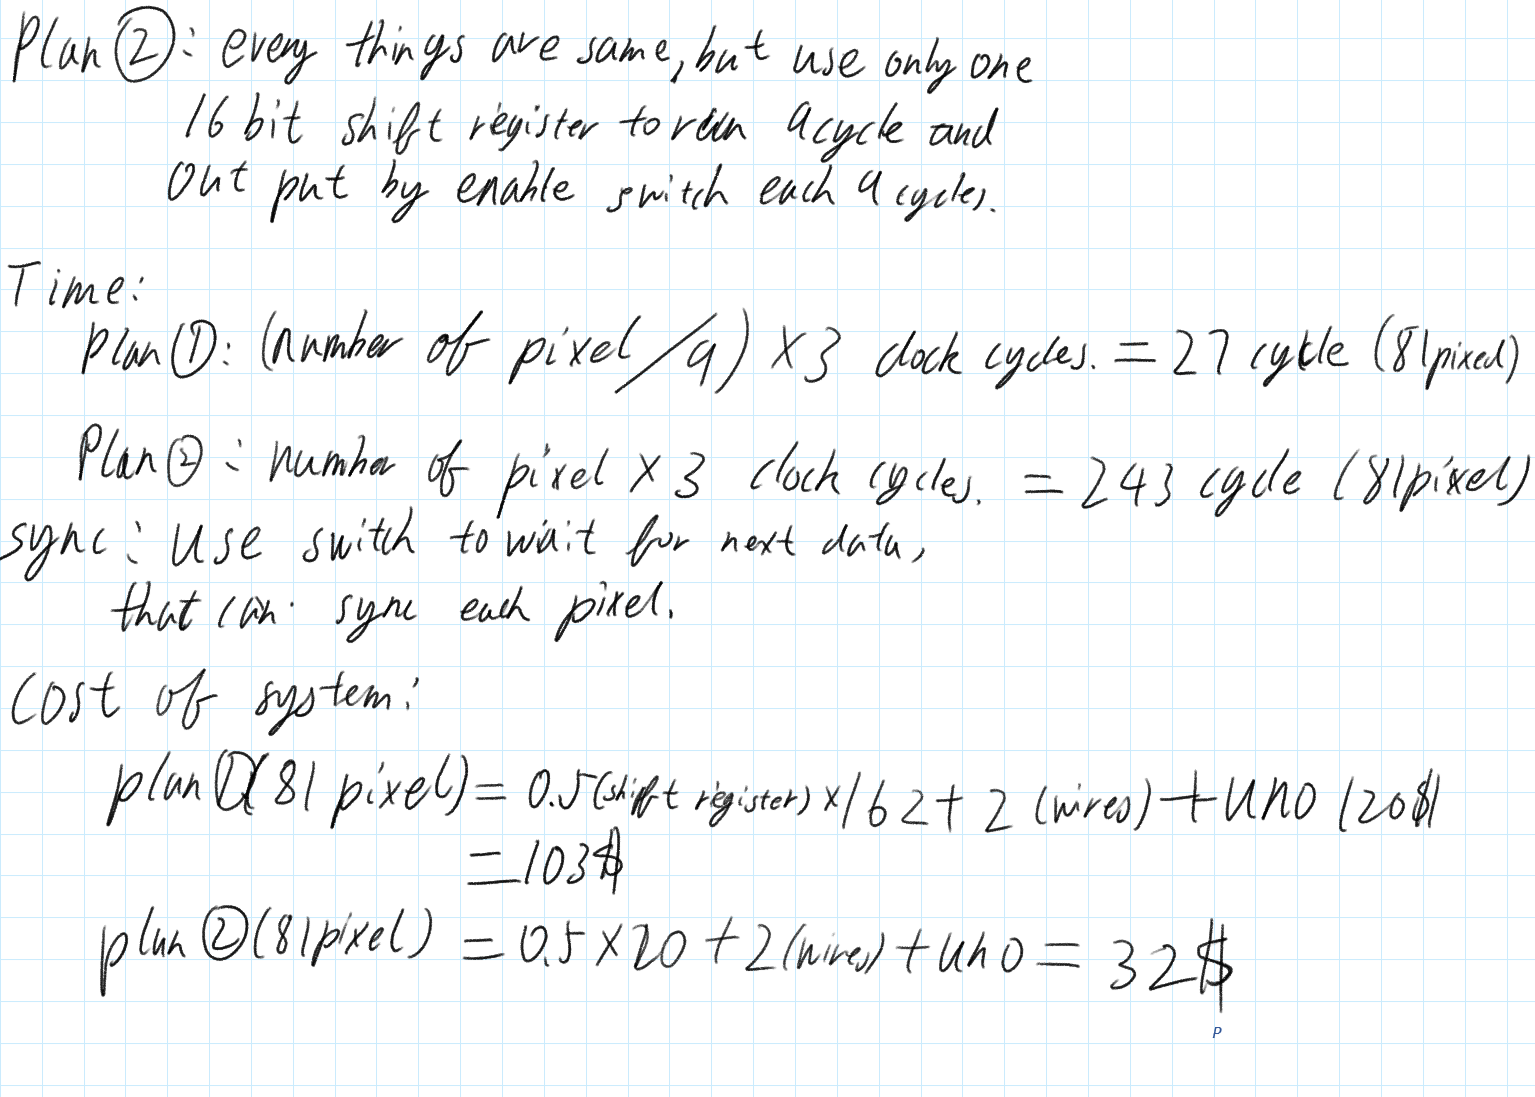 Plan ②: every things are same, but use only one
16 bit shift register to run 9 cycle and
out put by enable switch each 9 cycles.
Time:
plan ①: (number of pixel / 9) × 3 clock cycles. = 27 cycle (81 pixel)
Plan ②: number of pixel × 3 clock cycles. = 243 cycle (81 pixel)
sync: use switch to wait for next data,
that can sync each pixel.
Cost of system:
plan ① (81 pixel) = 0.5 (shift register) × 162 + 2 (wires) + uno (20$)
= 103$
plan ② (81 pixel) = 0.5 × 20 + 2 (wires) + uno = 32$
P